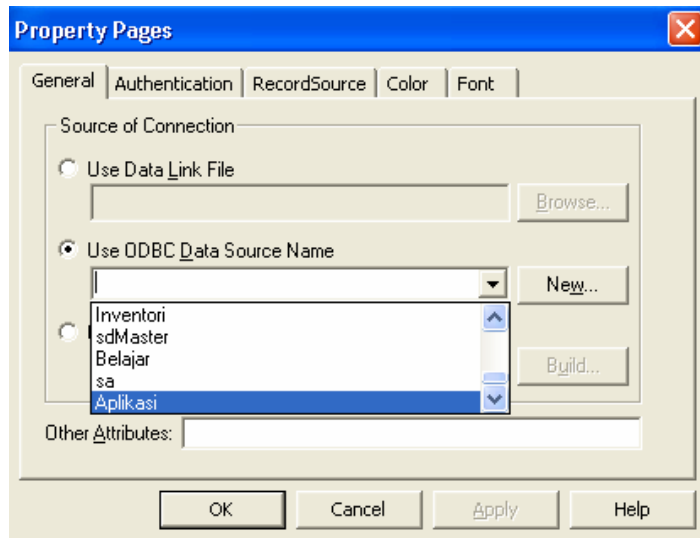 Property Pages
General Authentication RecordSource Color Font
Source of Connection
Use Data Link File
Browse...
Use ODBC Data Source Name
New...
Inventori
sdMaster
Belajar
sa
Aplikasi
Build...
Other Attributes:
OK Cancel Apply Help